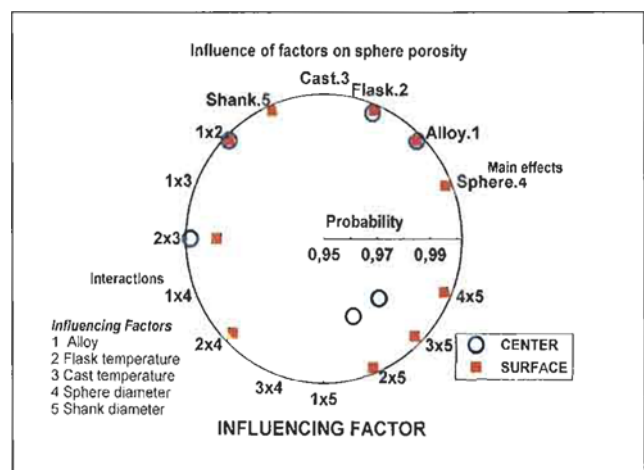 Influence of factors on sphere porosity
Cast.3
Flask.2
Shank.5
1x2
Alloy.1
Main effects
Sphere.4
1x3
Probability
2x3
0,95 0,97 0,99
Interactions
1x4
4x5
Influencing Factors
1 Alloy
2 Flask temperature
3 Cast temperature
4 Sphere diameter
5 Shank diameter
2x4
3x5
CENTER
SURFACE
3x4
2x5
1x5
INFLUENCING FACTOR